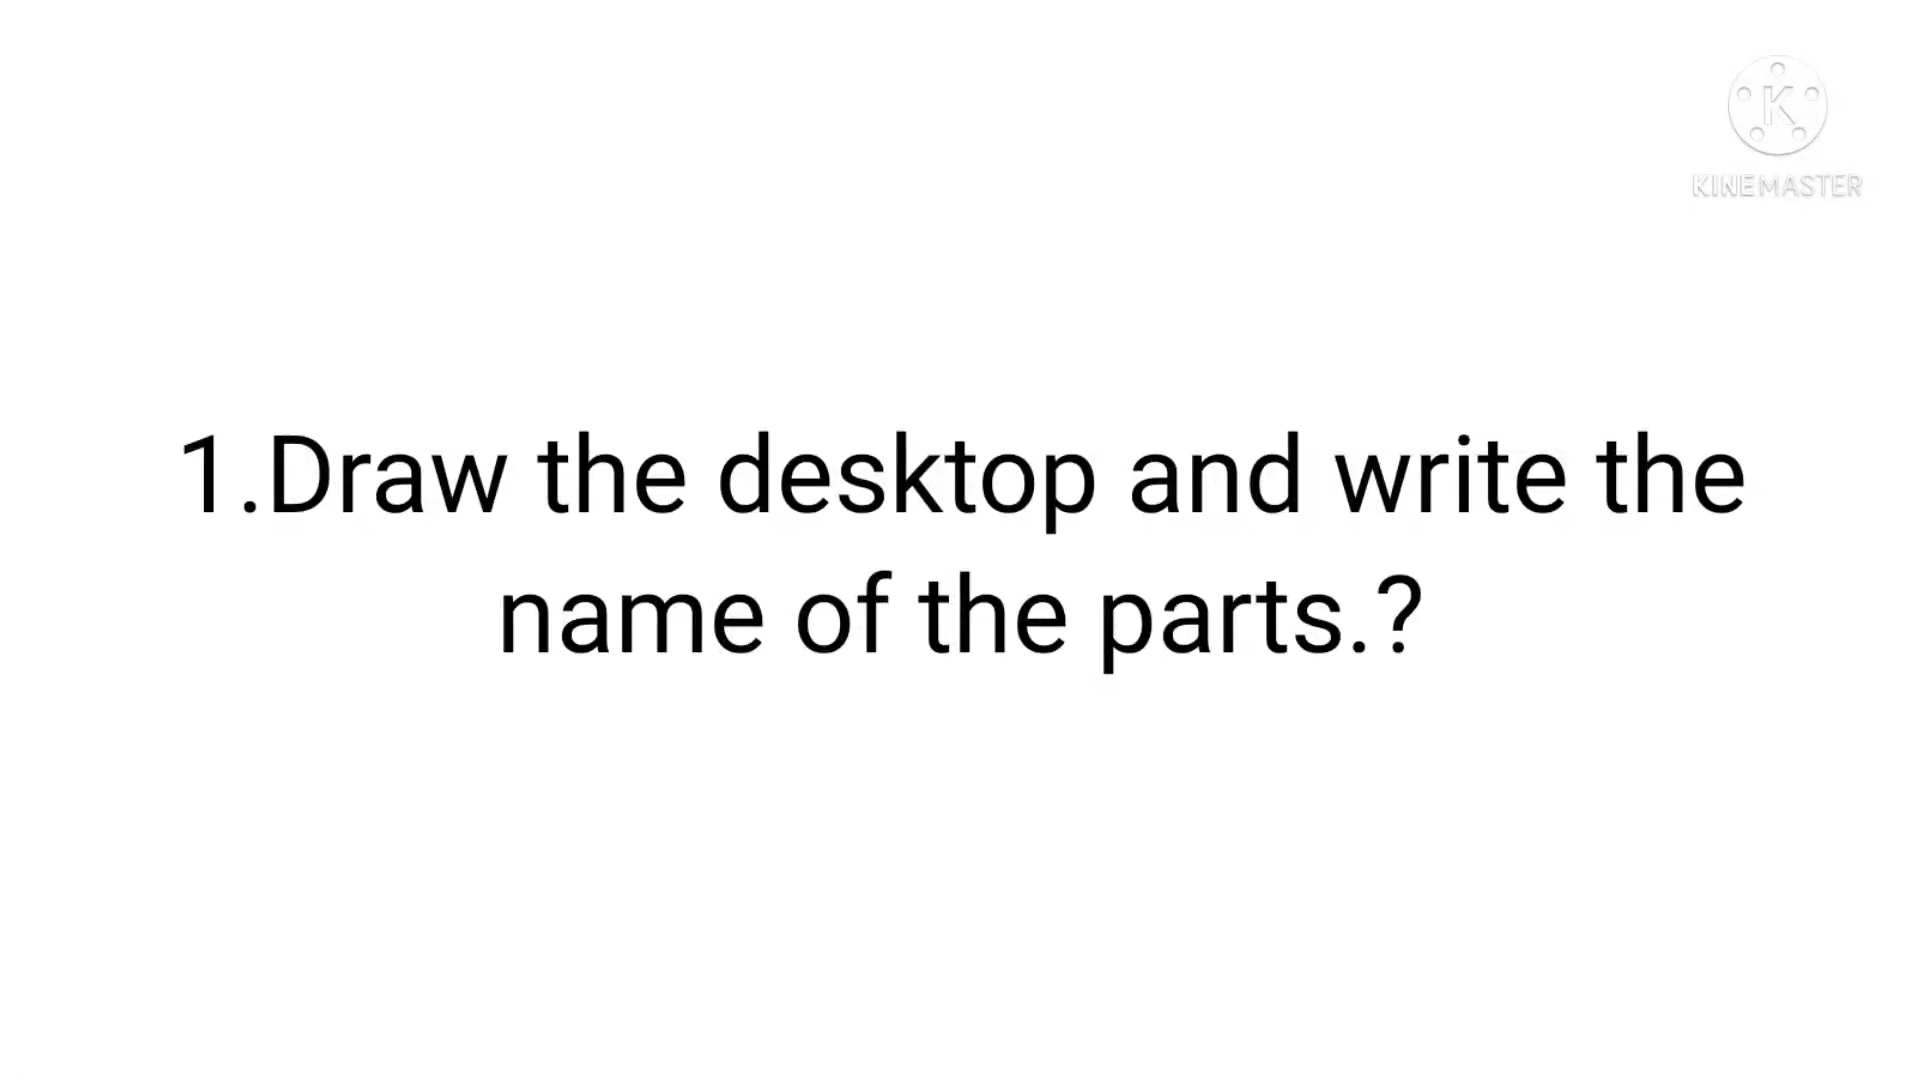 KINEMASTER
1.Draw the desktop and write the
name of the parts.?